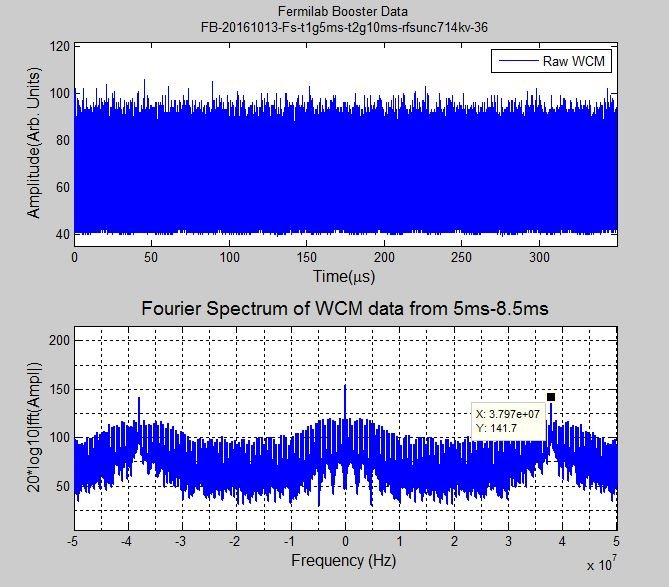 Fermilab Booster Data
FB-20161013-Fs-t1g5ms-t2g10ms-rfsunc714kv-36
120
100
80
60
40
Amplitude(Arb. Units)
Raw WCM
0 50 100 150 200 250 300
Time(μs)
Fourier Spectrum of WCM data from 5ms-8.5ms
200
150
100
50
20*log10|fft(Ampl|)
X: 3.797e+07
Y: 141.7
-5 -4 -3 -2 -1 0 1 2 3 4 5
x 10⁷
Frequency (Hz)